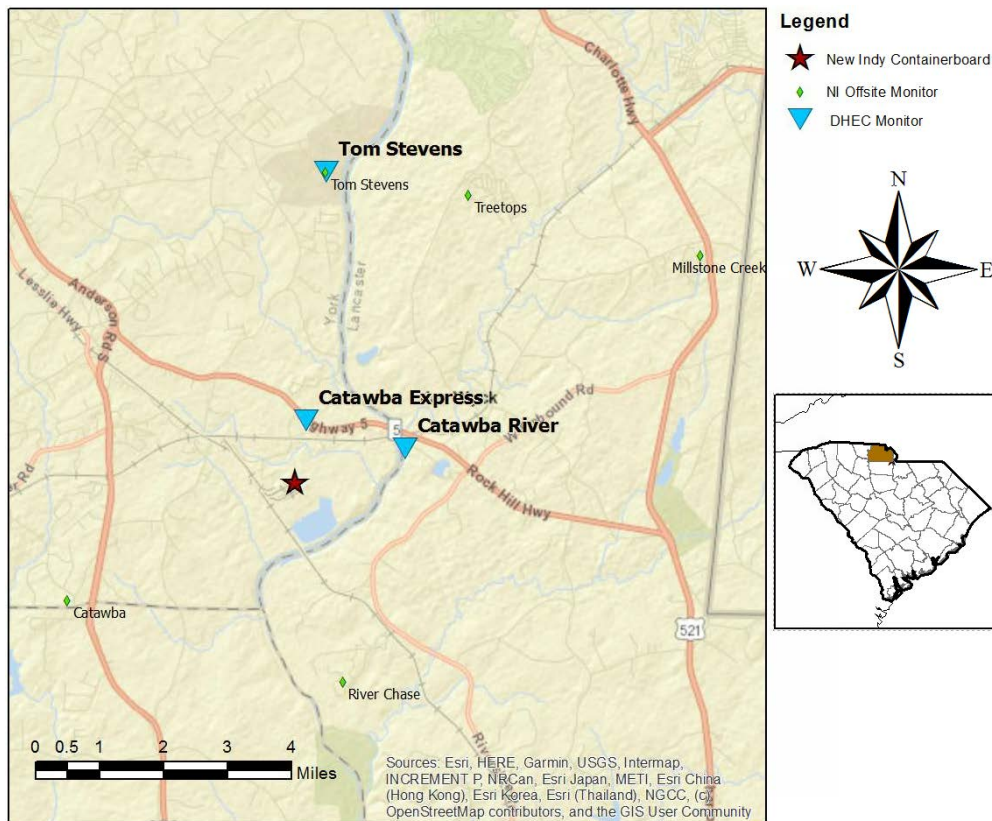 Legend
New Indy Containerboard
NI Offsite Monitor
DHEC Monitor
N
W
E
S
Charlotte Hwy
Tom Stevens
Tom Stevens
Treetops
Millstone Creek
Lesslie Hwy
Anderson Rd S
York
Lancaster
Catawba Express
Highway 5
5
Catawba River
Rock Hill Hwy
Catawba
521
River Chase
0 0.5 1 2 3 4
Miles
Sources: Esri, HERE, Garmin, USGS, Intermap,
INCREMENT P, NRCan, Esri Japan, METI, Esri China
(Hong Kong), Esri Korea, Esri (Thailand), NGCC, (c)
OpenStreetMap contributors, and the GIS User Community